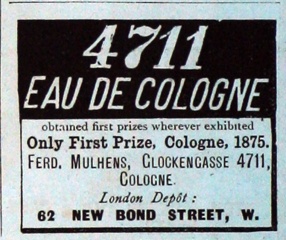 4711
EAU DE COLOGNE
obtained first prizes wherever exhibited
Only First Prize, Cologne, 1875.
FERD. MULHENS, GLOCKENGASSE 4711,
COLOGNE.
London Depôt :
62 NEW BOND STREET, W.